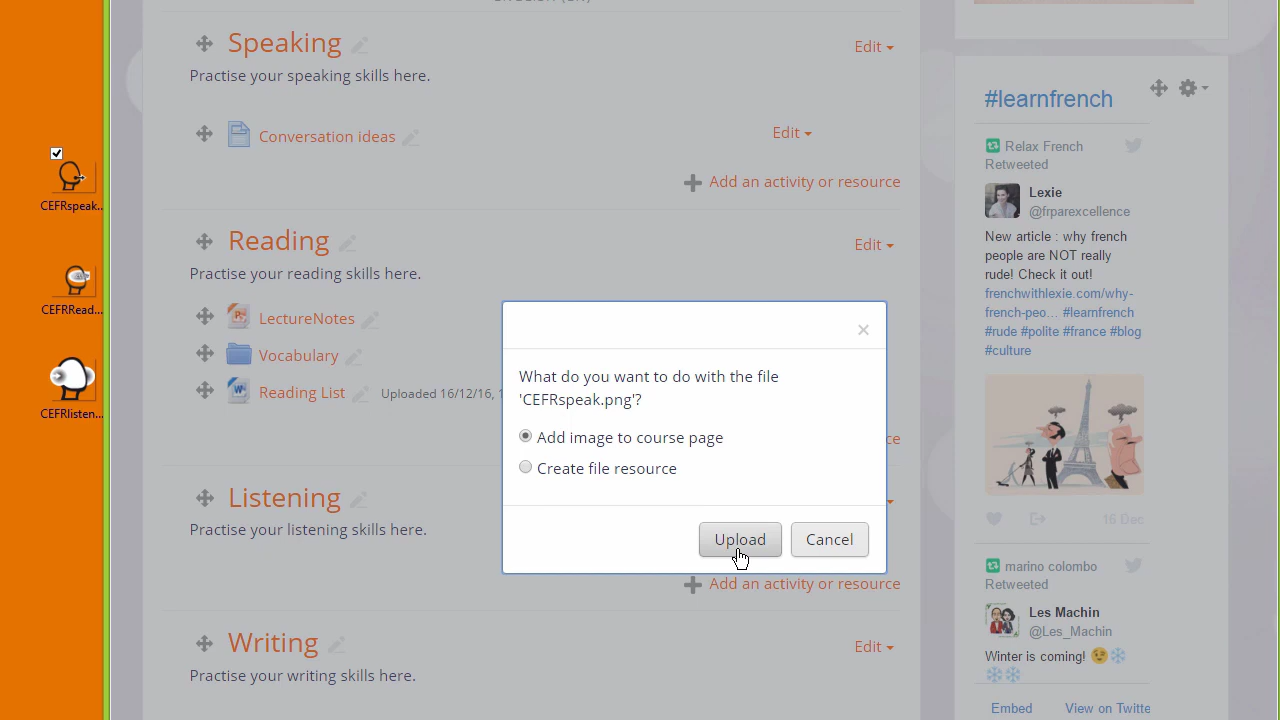 CEFRspeak..
CEFRRead...
CEFRlisten...
Speaking
Edit
Practise your speaking skills here.
Conversation ideas
Edit
Add an activity or resource
Reading
Edit
Practise your reading skills here.
LectureNotes
Vocabulary
Reading List
Uploaded 16/12/16, 1
ce
Listening
Practise your listening skills here.
Add an activity or resource
Writing
Edit
Practise your writing skills here.
×
What do you want to do with the file
'CEFRspeak.png'?
Add image to course page
Create file resource
Upload
Cancel
#learnfrench
Relax French
Retweeted
Lexie
@frparexcellence
New article : why french
people are NOT really
rude! Check it out!
frenchwithlexie.com/why-
french-peo... #learnfrench
#rude #polite #france #blog
#culture
16 Dec
marino colombo
Retweeted
Les Machin
@Les_Machin
Winter is coming! 😉❄
❄❄
Embed
View on Twitte